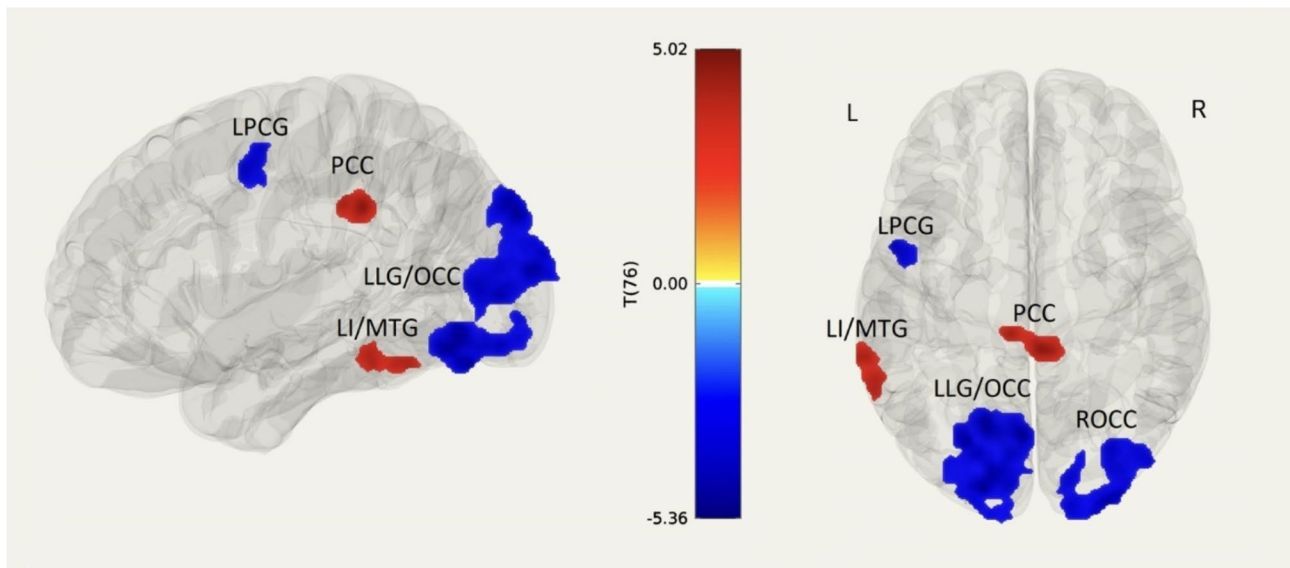 LPCG
PCC
LLG/OCC
LI/MTG
5.02
0.00
-5.36
T(76)
L
R
LPCG
PCC
LI/MTG
LLG/OCC
ROCC